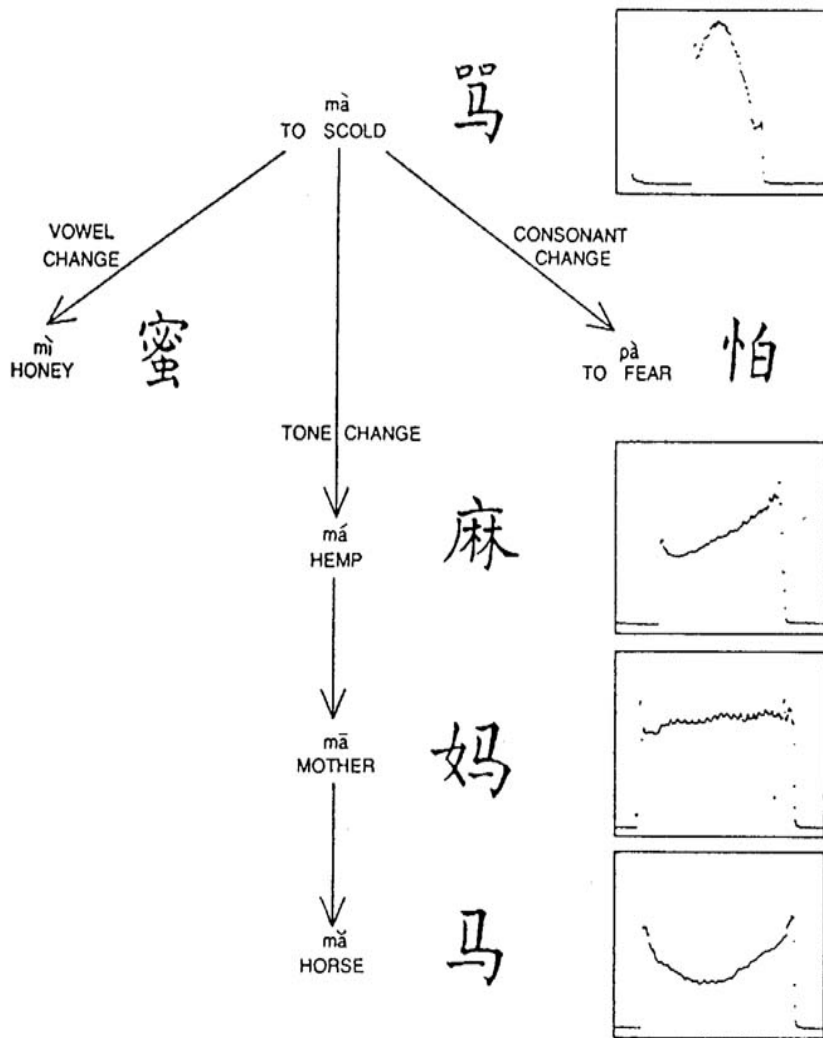 mà
TO SCOLD
骂
VOWEL
CHANGE
CONSONANT
CHANGE
mì
HONEY
蜜
pà
TO FEAR
怕
TONE CHANGE
má
HEMP
麻
mā
MOTHER
妈
mă
HORSE
马